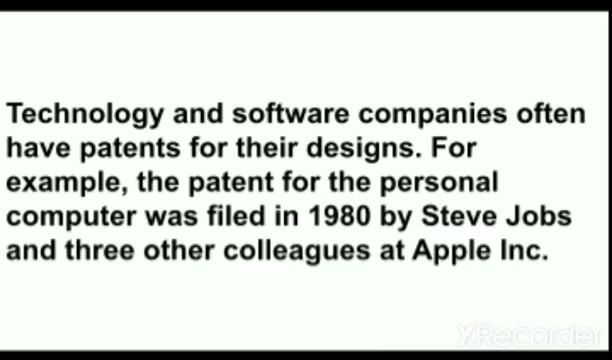 Technology and software companies often
have patents for their designs. For
example, the patent for the personal
computer was filed in 1980 by Steve Jobs
and three other colleagues at Apple Inc.
XRecorder